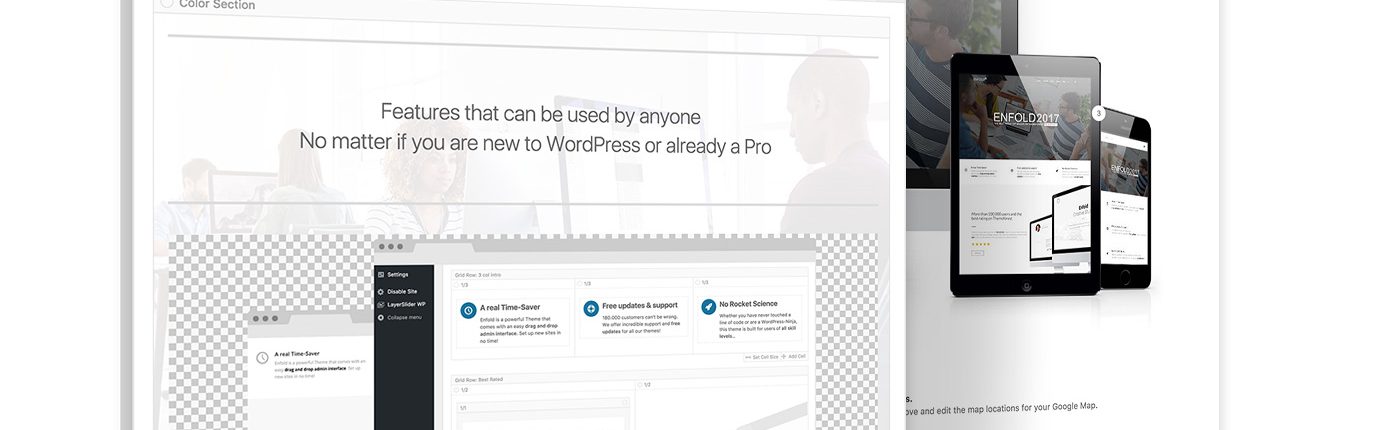 Color Section
Features that can be used by anyone
No matter if you are new to WordPress or already a Pro
Settings
Disable Site
LayerSlider WP
Collapse menu
Grid Row: 3 col intro
1/3
1/3
1/3
A real Time-Saver
Enfold is a powerful Theme that
comes with an easy drag and drop
admin interface. Set up new sites in
no time!
Free updates & support
180.000 customers can't be wrong.
We offer incredible support and free
updates for all our themes!
No Rocket Science
Whether you have never touched a
line of code or are a WordPress-Ninja,
this theme is built for users of all skill
levels...
Set Cell Size
Add Cell
Grid Row: Best Rated
1/2
1/2
1/1
A real Time-Saver
Enfold is a powerful Theme that comes with an
easy drag and drop admin interface. Set up
new sites in no time!
ENFOLD2017
3
ENFOLD2017
s.
ove and edit the map locations for your Google Map.